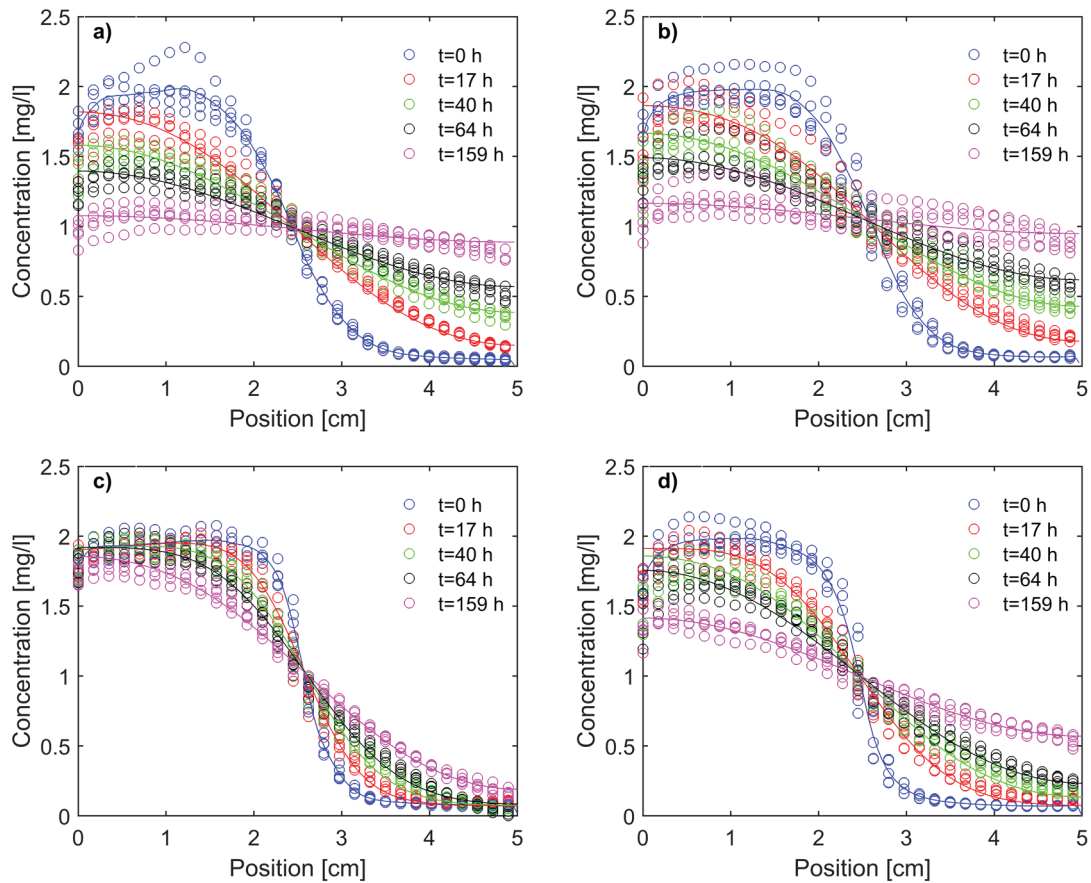 a)
Concentration [mg/l]
2.5
2
1.5
1
0.5
0
0 1 2 3 4 5
Position [cm]
t=0 h
t=17 h
t=40 h
t=64 h
t=159 h
b)
Concentration [mg/l]
2.5
2
1.5
1
0.5
0
0 1 2 3 4 5
Position [cm]
t=0 h
t=17 h
t=40 h
t=64 h
t=159 h
c)
Concentration [mg/l]
2.5
2
1.5
1
0.5
0
0 1 2 3 4 5
Position [cm]
t=0 h
t=17 h
t=40 h
t=64 h
t=159 h
d)
Concentration [mg/l]
2.5
2
1.5
1
0.5
0
0 1 2 3 4 5
Position [cm]
t=0 h
t=17 h
t=40 h
t=64 h
t=159 h